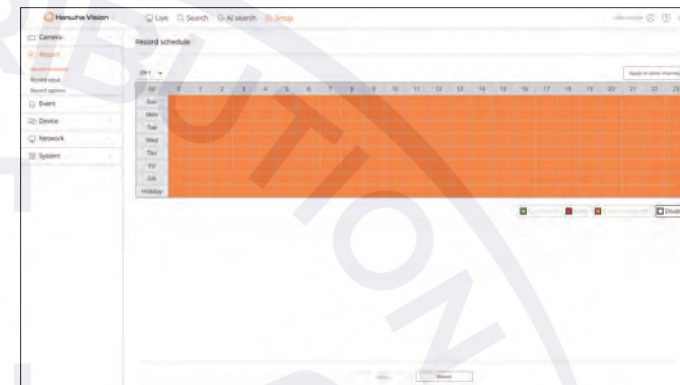 Hanwha Vision
Live Search AI search Setup
Camera
Record
Record schedule
Record setup
Record options
Event
Device
Network
System
Record schedule
CH 1
Apply to other channels
All 0 1 2 3 4 5 6 7 8 9 10 11 12 13 14 15 16 17 18 19 20 21 22 23
Sun
Mon
Tue
Wed
Thu
Fri
Sat
Holiday
Disable
RIBUTION